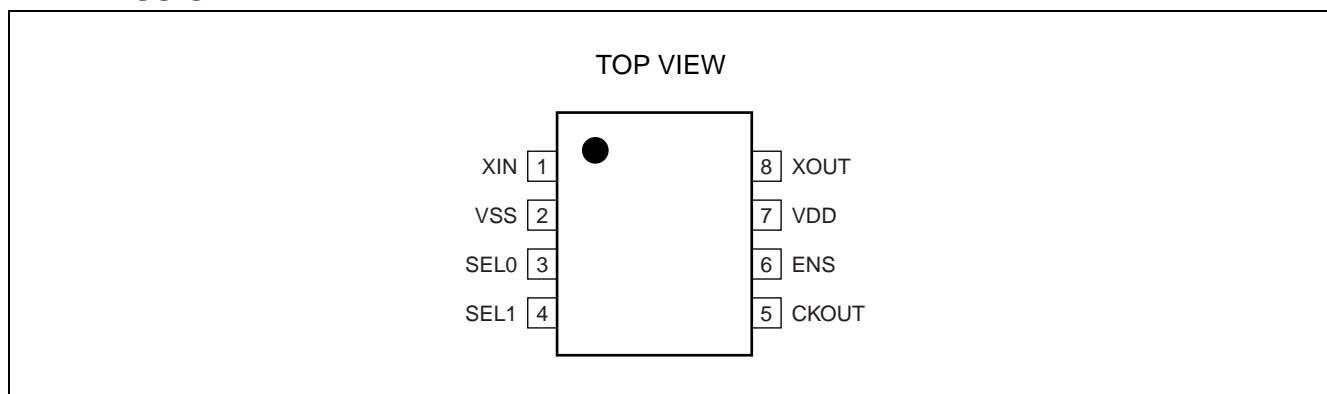 TOP VIEW
XIN 1
8 XOUT
VSS 2
7 VDD
SEL0 3
6 ENS
SEL1 4
5 CKOUT